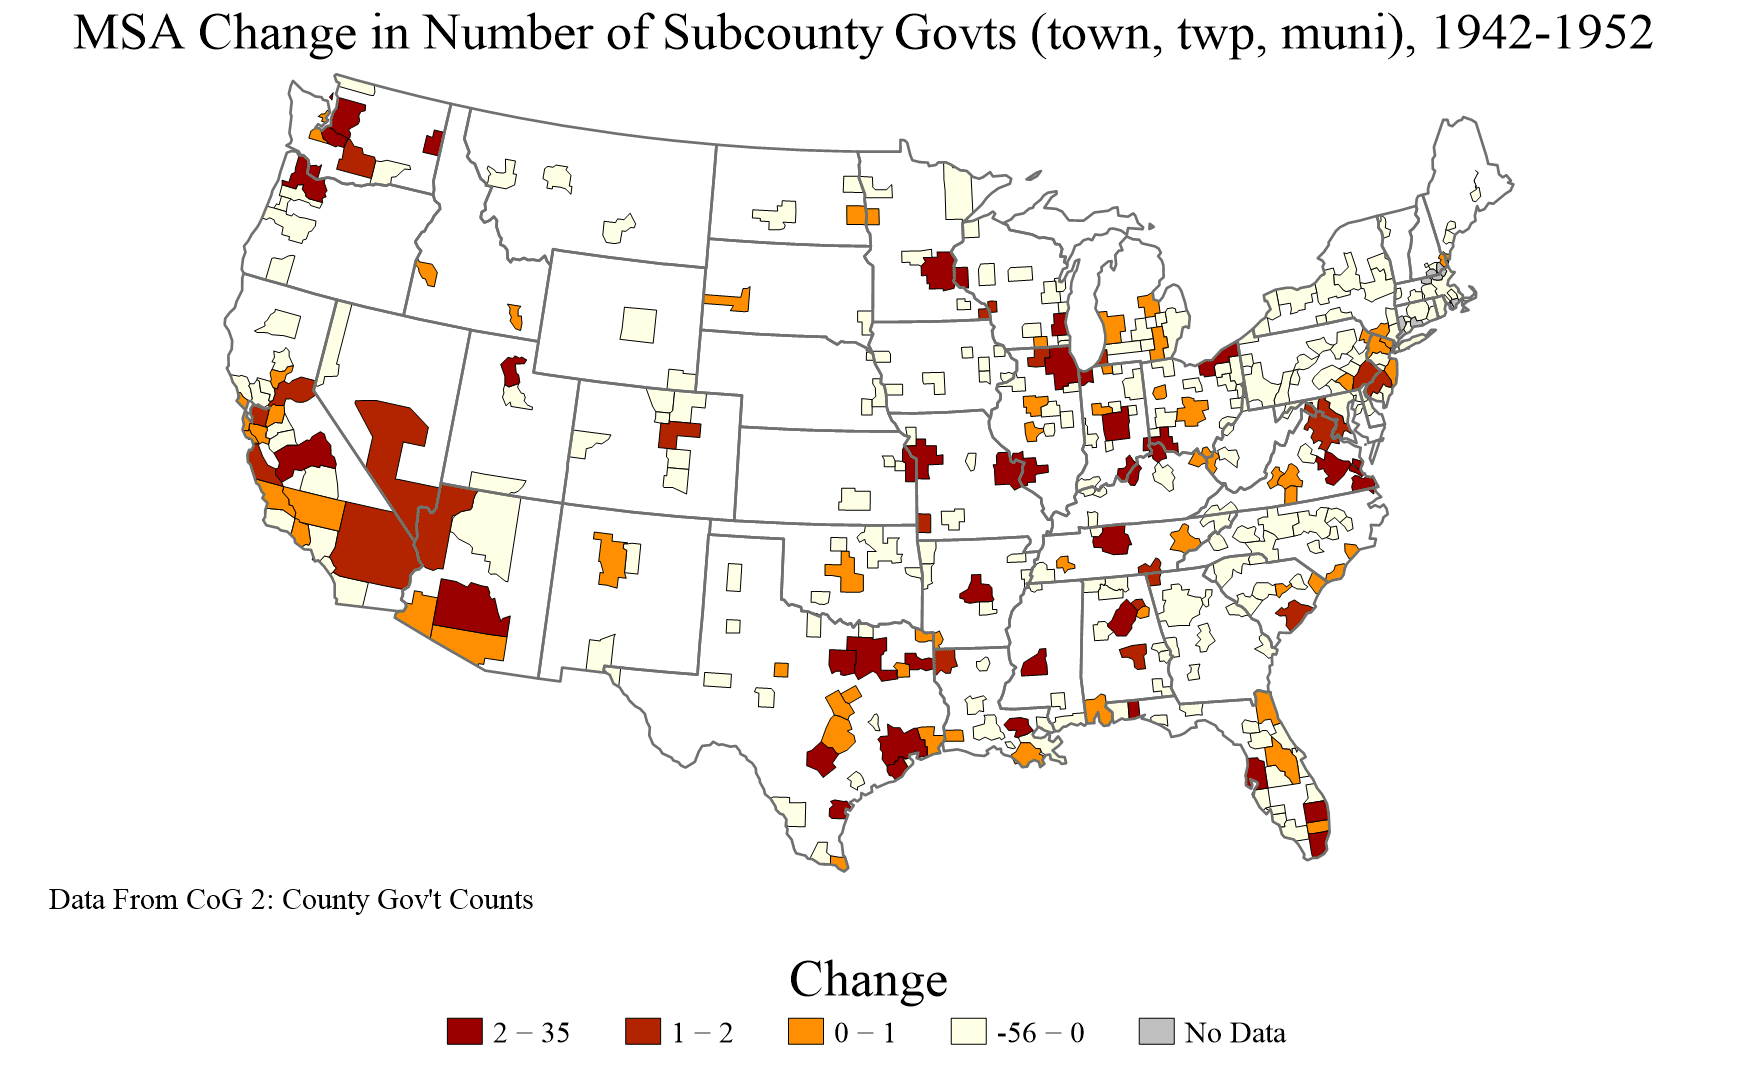 MSA Change in Number of Subcounty Govts (town, twp, muni), 1942-1952
Data From CoG 2: County Gov't Counts
Change
2 – 35
1 – 2
0 – 1
-56 – 0
No Data